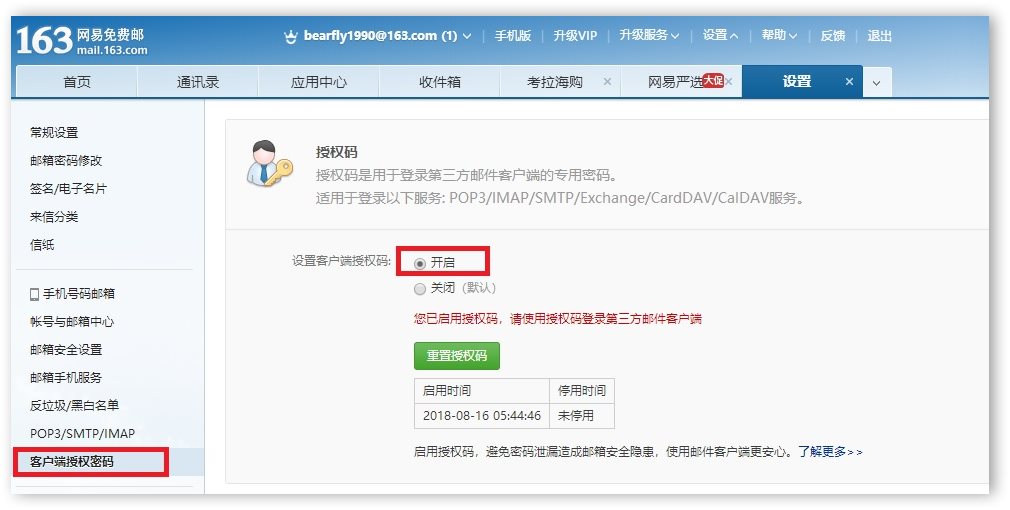 163 网易免费邮
mail.163.com
bearfly1990@163.com (1) | 手机版 | 升级VIP | 升级服务 | 设置 | 帮助 | 反馈 | 退出
首页 通讯录 应用中心 收件箱 考拉海购 × 网易严选 大促 × 设置 ×
常规设置
邮箱密码修改
签名/电子名片
来信分类
信纸
手机号码邮箱
帐号与邮箱中心
邮箱安全设置
邮箱手机服务
反垃圾/黑白名单
POP3/SMTP/IMAP
客户端授权密码
授权码
授权码是用于登录第三方邮件客户端的专用密码。
适用于登录以下服务: POP3/IMAP/SMTP/Exchange/CardDAV/CalDAV服务。
设置客户端授权码: 开启
关闭 (默认)
您已启用授权码，请使用授权码登录第三方邮件客户端
重置授权码
启用时间 停用时间
2018-08-16 05:44:46 未停用
启用授权码，避免密码泄漏造成邮箱安全隐患，使用邮件客户端更安心。了解更多>>